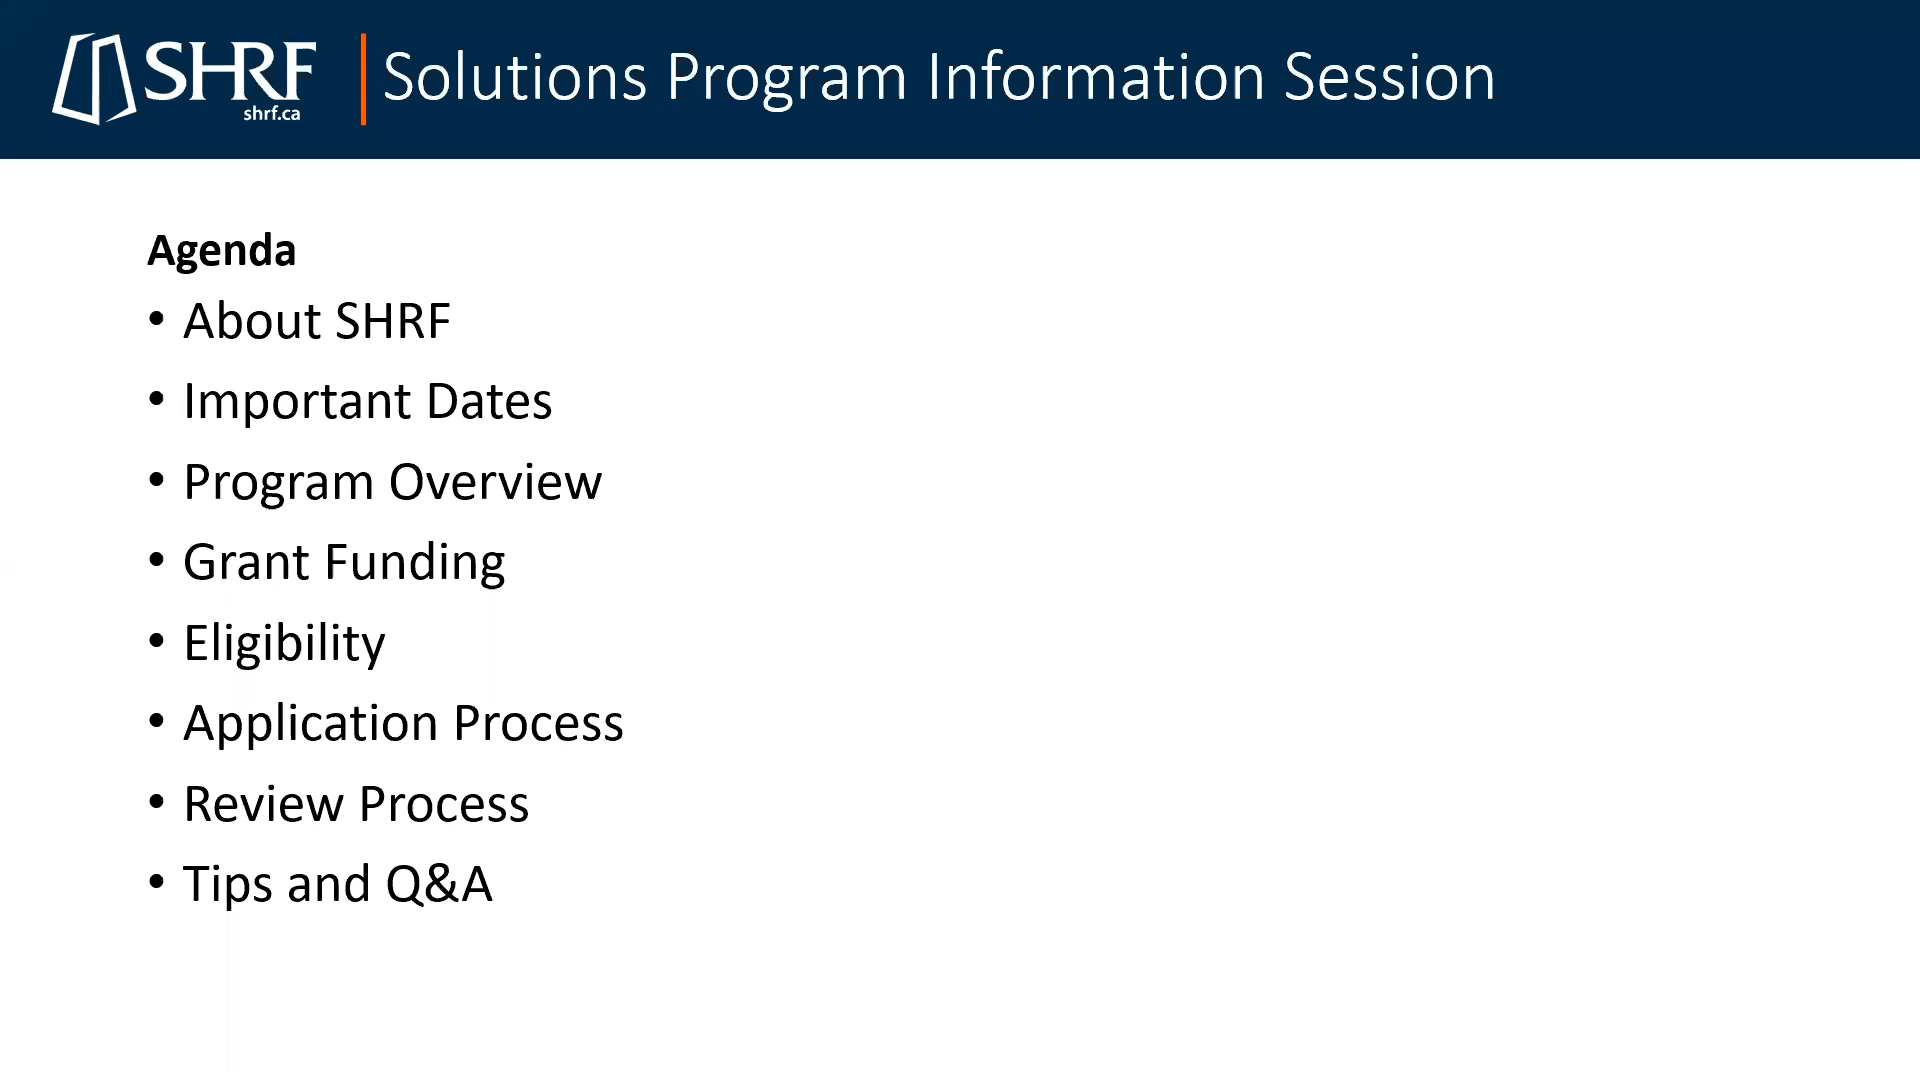 SHRF
shrf.ca
Solutions Program Information Session
Agenda
• About SHRF
• Important Dates
• Program Overview
• Grant Funding
• Eligibility
• Application Process
• Review Process
• Tips and Q&A